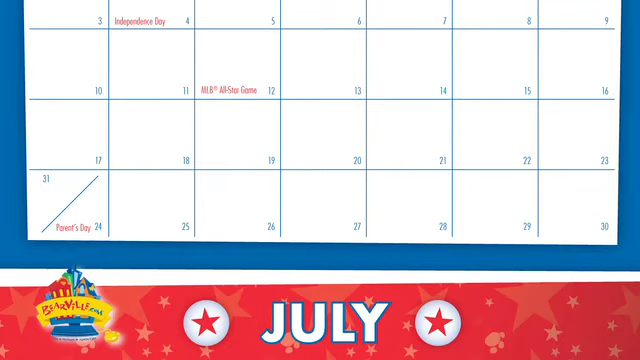 3 Independence Day 4 5 6 7 8 9
10 11 MLB® All-Star Game 12 13 14 15 16
17 18 19 20 21 22 23
31
Parent's Day 24 25 26 27 28 29 30
BEARVILLE.com
JULY